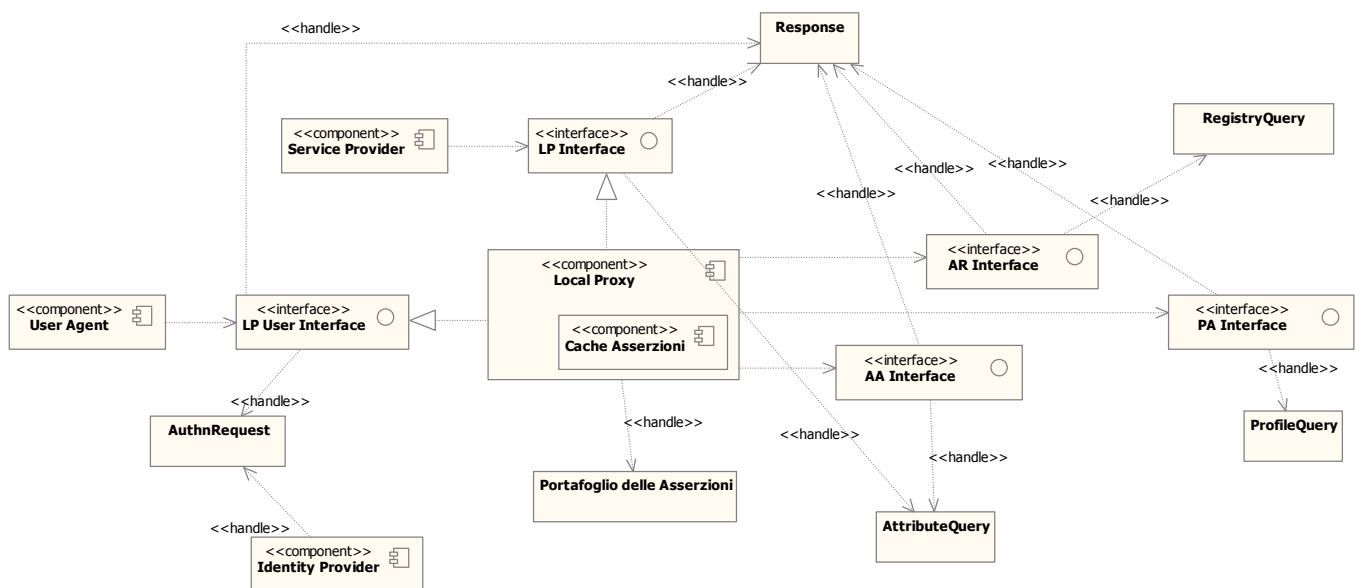 <<handle>>
Response
<<handle>>
<<component>>
Service Provider
<<interface>>
LP Interface
RegistryQuery
<<handle>>
<<handle>>
<<handle>>
<<handle>>
<<component>>
Local Proxy
<<interface>>
AR Interface
<<component>>
User Agent
<<interface>>
LP User Interface
<<component>>
Cache Asserzioni
<<interface>>
AA Interface
<<interface>>
PA Interface
<<handle>>
<<handle>>
AuthnRequest
<<handle>>
<<handle>>
<<handle>>
ProfileQuery
Portafoglio delle Asserzioni
<<handle>>
AttributeQuery
<<component>>
Identity Provider